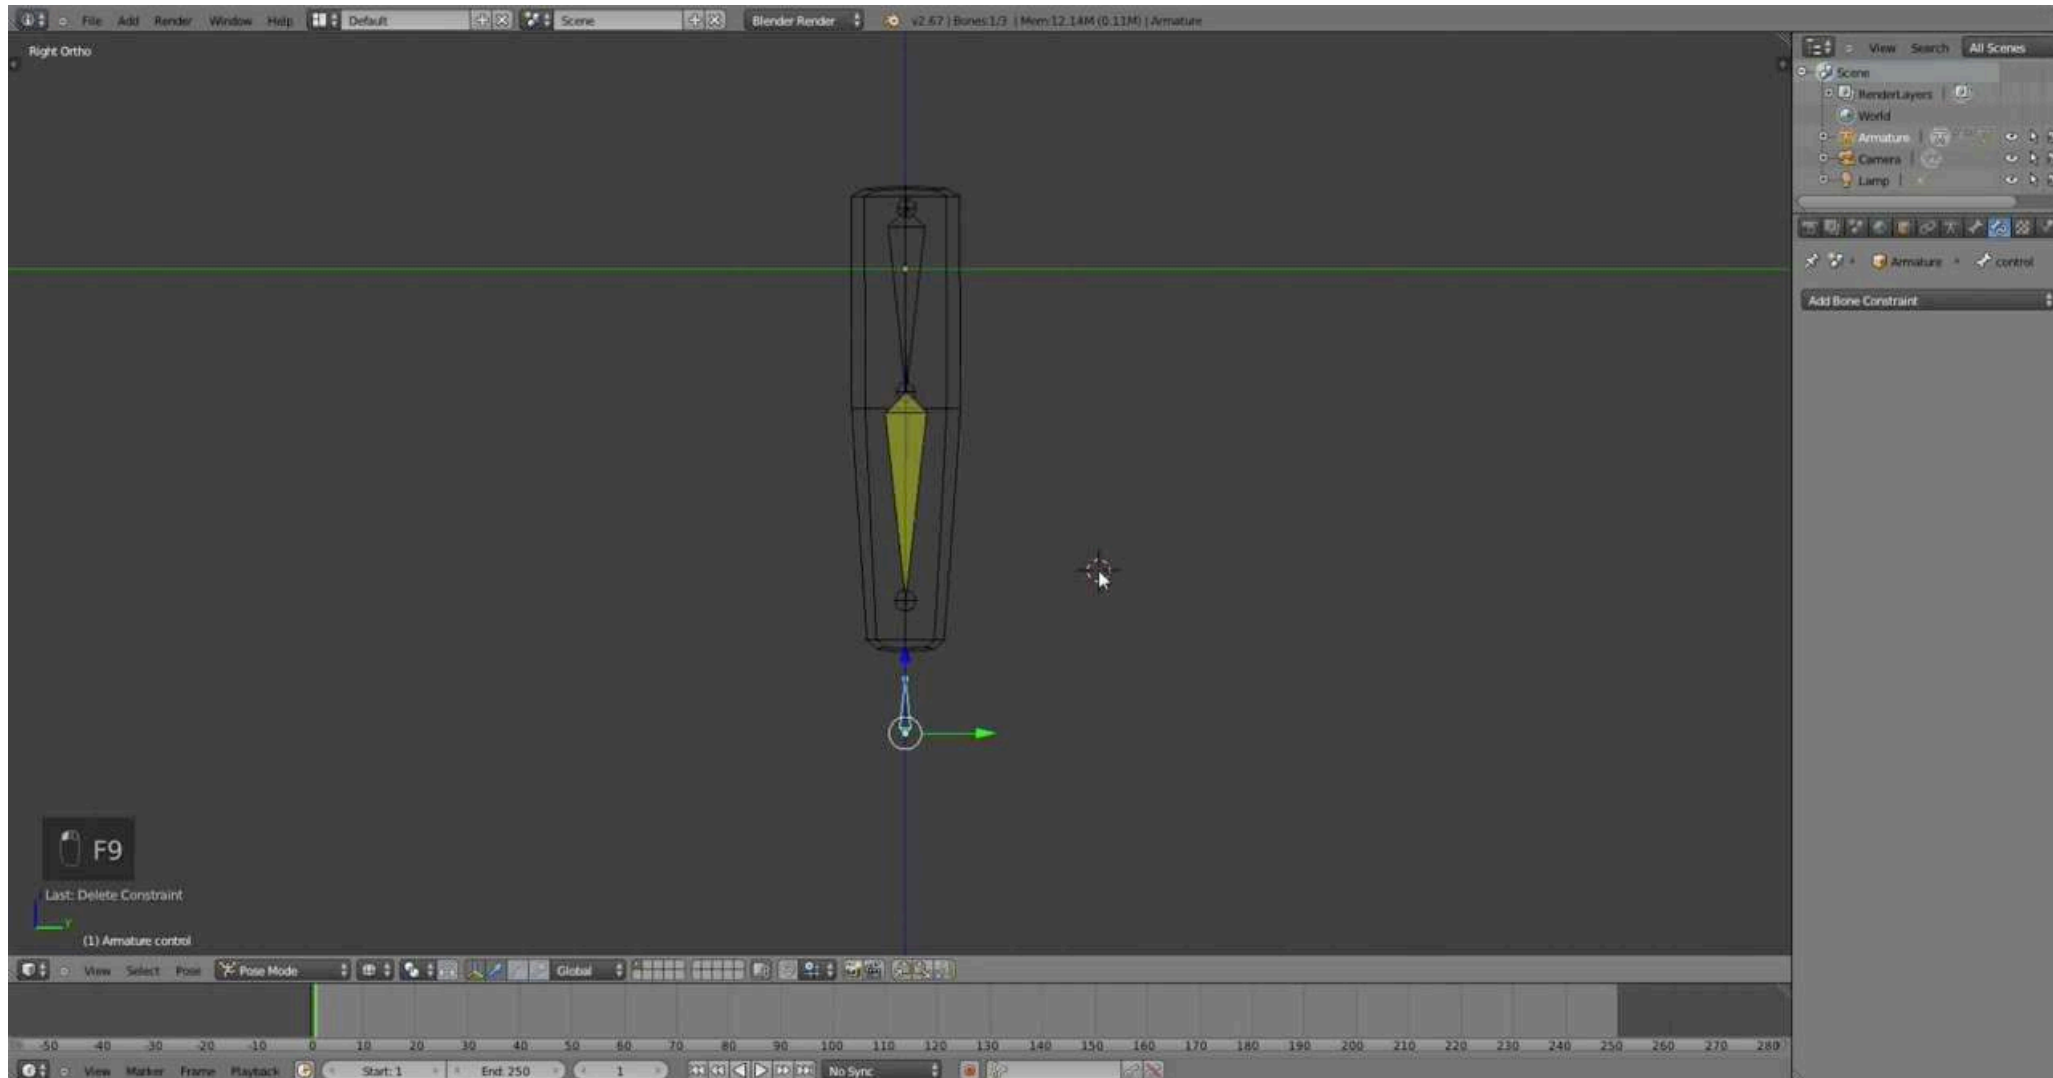 File Add Render Window Help Default Scene Blender Render v2.67 | Bones:1/3 | Mem:12.14M (0.11M) | Armature
Right Ortho
View Search All Scenes
Scene
RenderLayers
World
Armature
Camera
Lamp
Armature control
Add Bone Constraint
F9
Last: Delete Constraint
Y
(1) Armature control
View Select Pose Pose Mode Global
-50 -40 -30 -20 -10 0 10 20 30 40 50 60 70 80 90 100 110 120 130 140 150 160 170 180 190 200 210 220 230 240 250 260 270 280
View Marker Frame Playback Start: 1 End: 250 1 No Sync